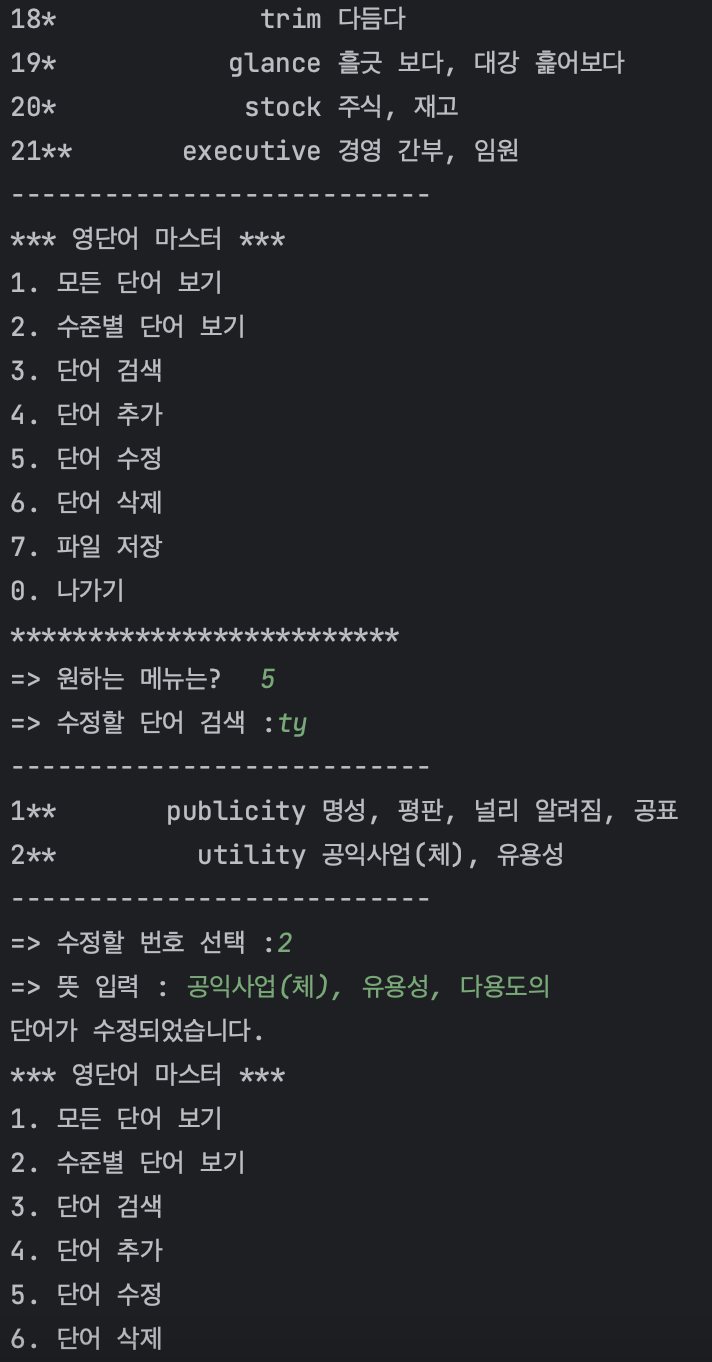 18*             trim 다듬다
19*           glance 흘긋 보다, 대강 훑어보다
20*            stock 주식, 재고
21**       executive 경영 간부, 임원
---------------------------
*** 영단어 마스터 ***
1. 모든 단어 보기
2. 수준별 단어 보기
3. 단어 검색
4. 단어 추가
5. 단어 수정
6. 단어 삭제
7. 파일 저장
0. 나가기
*************************
=> 원하는 메뉴는?  5
=> 수정할 단어 검색 :ty
---------------------------
1**       publicity 명성, 평판, 널리 알려짐, 공표
2**         utility 공익사업(체), 유용성
---------------------------
=> 수정할 번호 선택 :2
=> 뜻 입력 : 공익사업(체), 유용성, 다용도의
단어가 수정되었습니다.
*** 영단어 마스터 ***
1. 모든 단어 보기
2. 수준별 단어 보기
3. 단어 검색
4. 단어 추가
5. 단어 수정
6. 단어 삭제